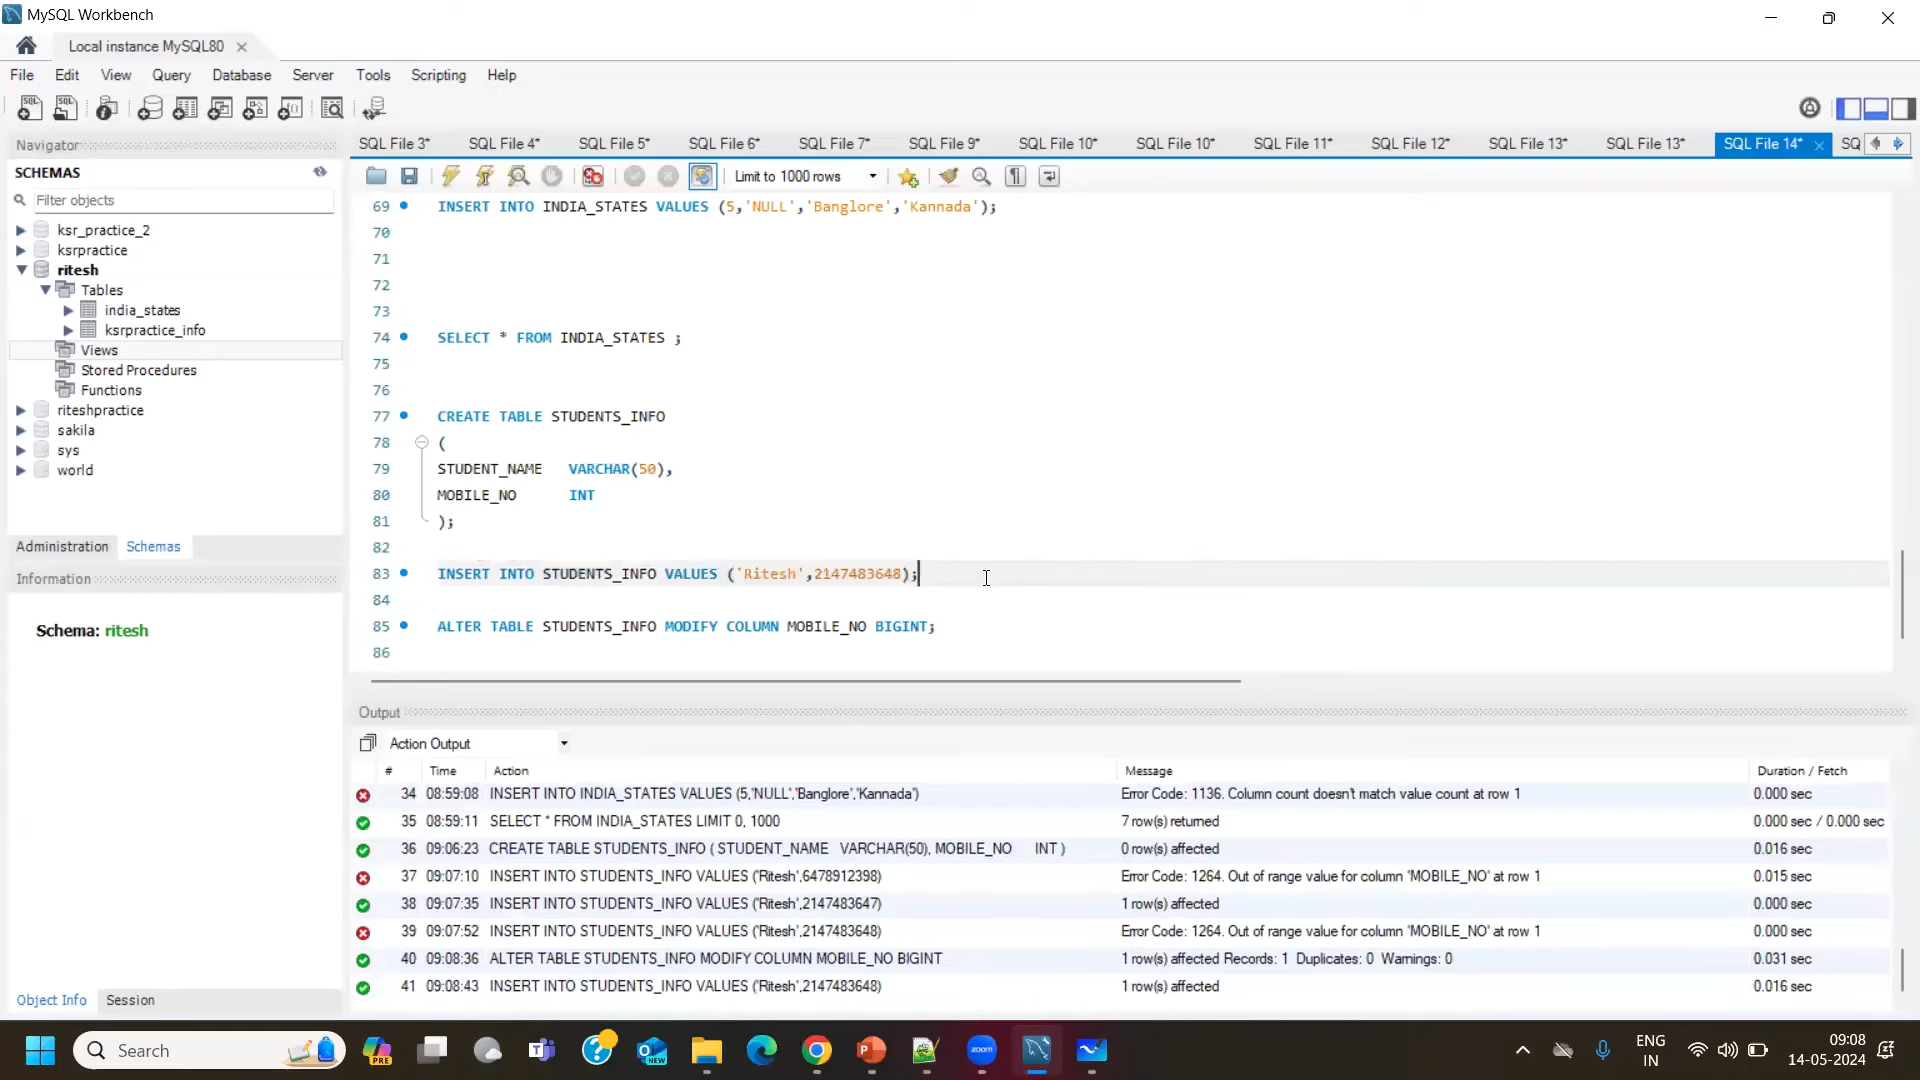 MySQL Workbench
Local instance MySQL80
File Edit View Query Database Server Tools Scripting Help
Navigator
SCHEMAS
Filter objects
ksr_practice_2
ksrpractice
ritesh
Tables
india_states
ksrpractice_info
Views
Stored Procedures
Functions
riteshpractice
sakila
sys
world
Administration Schemas
Information
Schema: ritesh
Object Info Session
SQL File 3* SQL File 4* SQL File 5* SQL File 6* SQL File 7* SQL File 9* SQL File 10* SQL File 10* SQL File 11* SQL File 12* SQL File 13* SQL File 13* SQL File 14* SQ
Limit to 1000 rows
69 INSERT INTO INDIA_STATES VALUES (5,'NULL','Banglore','Kannada');
70
71
72
73
74 SELECT * FROM INDIA_STATES ;
75
76
77 CREATE TABLE STUDENTS_INFO
78 (
79 STUDENT_NAME VARCHAR(50),
80 MOBILE_NO INT
81 );
82
83 INSERT INTO STUDENTS_INFO VALUES ('Ritesh',2147483648);
84
85 ALTER TABLE STUDENTS_INFO MODIFY COLUMN MOBILE_NO BIGINT;
86
Output
Action Output
# Time Action Message Duration / Fetch
34 08:59:08 INSERT INTO INDIA_STATES VALUES (5,'NULL','Banglore','Kannada') Error Code: 1136. Column count doesn't match value count at row 1 0.000 sec
35 08:59:11 SELECT * FROM INDIA_STATES LIMIT 0, 1000 7 row(s) returned 0.000 sec / 0.000 sec
36 09:06:23 CREATE TABLE STUDENTS_INFO ( STUDENT_NAME VARCHAR(50), MOBILE_NO INT ) 0 row(s) affected 0.016 sec
37 09:07:10 INSERT INTO STUDENTS_INFO VALUES ('Ritesh',6478912398) Error Code: 1264. Out of range value for column 'MOBILE_NO' at row 1 0.015 sec
38 09:07:35 INSERT INTO STUDENTS_INFO VALUES ('Ritesh',2147483647) 1 row(s) affected 0.000 sec
39 09:07:52 INSERT INTO STUDENTS_INFO VALUES ('Ritesh',2147483648) Error Code: 1264. Out of range value for column 'MOBILE_NO' at row 1 0.000 sec
40 09:08:36 ALTER TABLE STUDENTS_INFO MODIFY COLUMN MOBILE_NO BIGINT 1 row(s) affected Records: 1 Duplicates: 0 Warnings: 0 0.031 sec
41 09:08:43 INSERT INTO STUDENTS_INFO VALUES ('Ritesh',2147483648) 1 row(s) affected 0.016 sec
Search
PRE
NEW
zoom
ENG
IN
09:08
14-05-2024